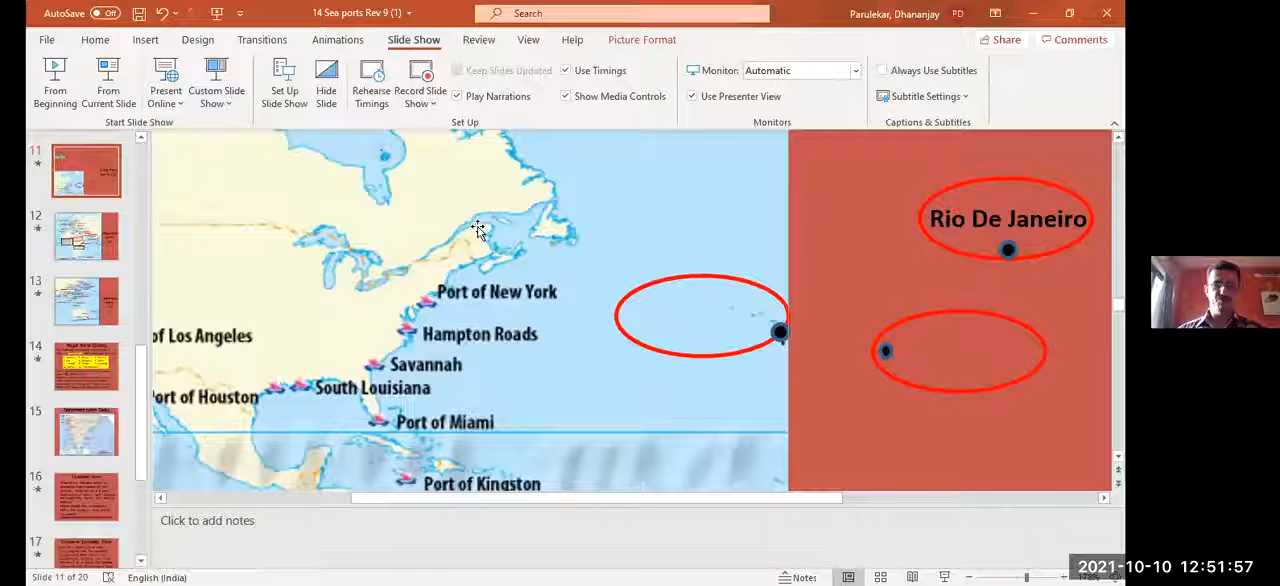 AutoSave Off
14 Sea ports Rev 9 (1)
Search
Parulekar, Dhananjay PD
File Home Insert Design Transitions Animations Slide Show Review View Help Picture Format
Share Comments
From Beginning
From Current Slide
Present Online
Custom Slide Show
Start Slide Show
Set Up Slide Show
Hide Slide
Rehearse Timings
Record Slide Show
Keep Slides Updated
Use Timings
Play Narrations
Show Media Controls
Set Up
Monitor: Automatic
Use Presenter View
Monitors
Always Use Subtitles
Subtitle Settings
Captions & Subtitles
11
12
13
14
15
16
17
Rio De Janeiro
Port of New York
of Los Angeles
Hampton Roads
Savannah
South Louisiana
ort of Houston
Port of Miami
Port of Kingston
Click to add notes
Slide 11 of 20
English (India)
Notes
2021-10-10 12:51:57